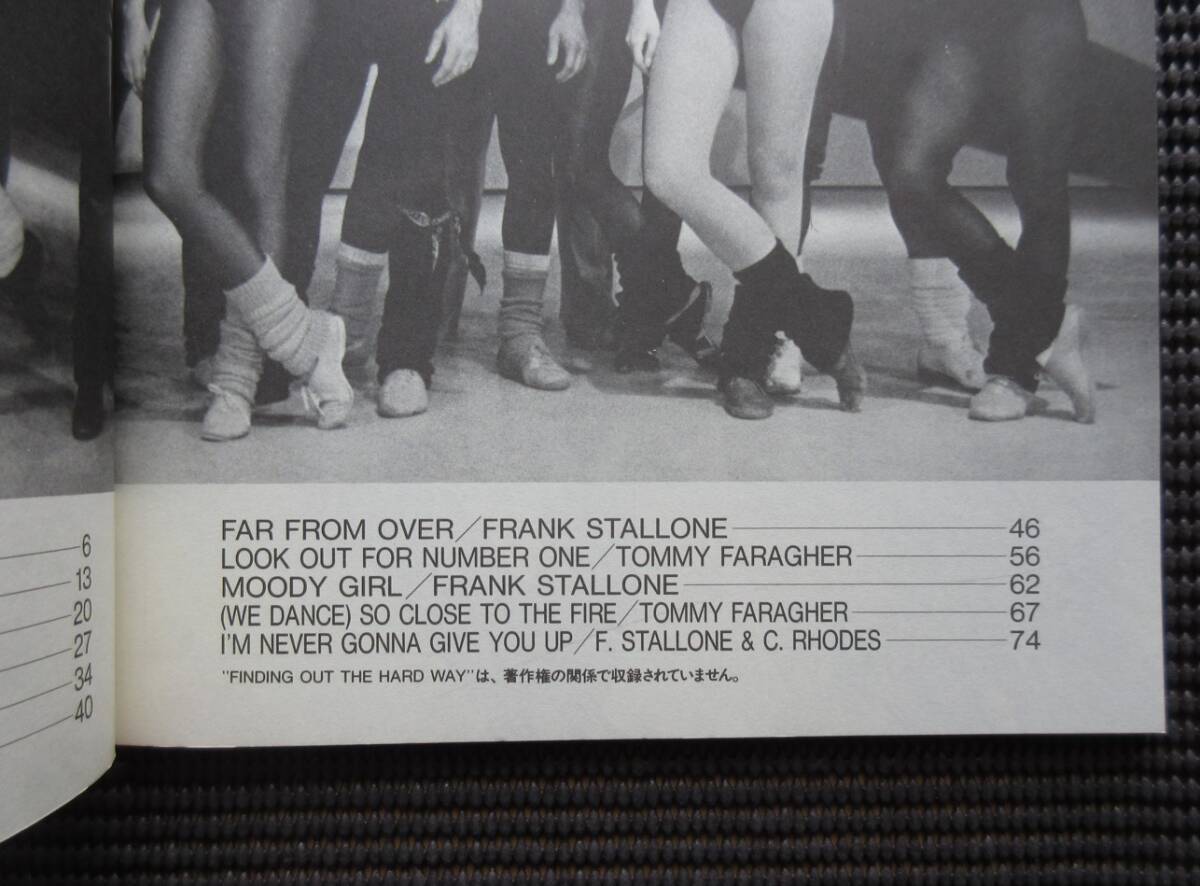 6
13
20
27
34
40
FAR FROM OVER／FRANK STALLONE 46
LOOK OUT FOR NUMBER ONE／TOMMY FARAGHER 56
MOODY GIRL／FRANK STALLONE 62
(WE DANCE) SO CLOSE TO THE FIRE／TOMMY FARAGHER 67
I'M NEVER GONNA GIVE YOU UP／F. STALLONE & C. RHODES 74
"FINDING OUT THE HARD WAY"は、著作権の関係で収録されていません。